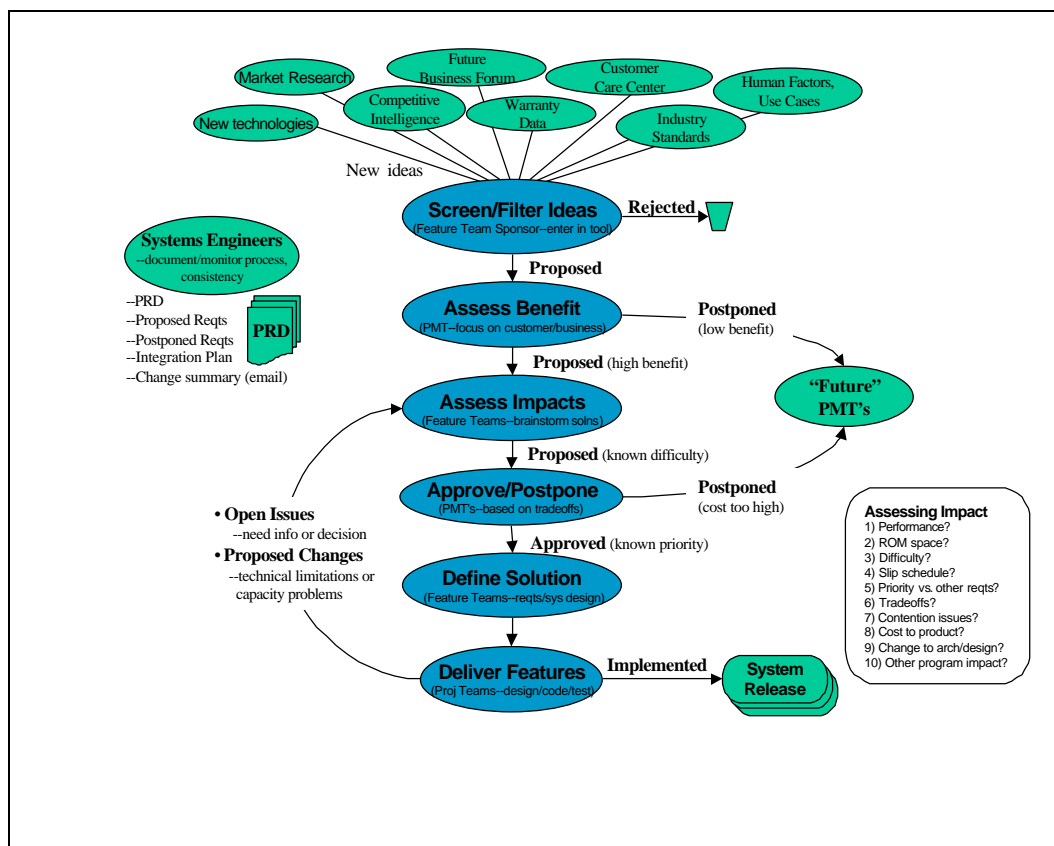 Future
Business Forum
Customer
Care Center
Market Research
Human Factors,
Use Cases
Competitive
Intelligence
Warranty
Data
Industry
Standards
New technologies
New ideas
Screen/Filter Ideas
(Feature Team Sponsor--enter in tool)
Rejected
Systems Engineers
--document/monitor process,
consistency
Proposed
--PRD
--Proposed Reqts
--Postponed Reqts
--Integration Plan
--Change summary (email)
PRD
Assess Benefit
(PMT--focus on customer/business)
Postponed
(low benefit)
Proposed (high benefit)
"Future"
PMT's
Assess Impacts
(Feature Teams--brainstorm solns)
Proposed (known difficulty)
Approve/Postpone
(PMT's--based on tradeoffs)
Postponed
(cost too high)
• Open Issues
--need info or decision
• Proposed Changes
--technical limitations or
capacity problems
Approved (known priority)
Define Solution
(Feature Teams--reqts/sys design)
Deliver Features
(Proj Teams--design/code/test)
Implemented
System
Release
Assessing Impact
1) Performance?
2) ROM space?
3) Difficulty?
4) Slip schedule?
5) Priority vs. other reqts?
6) Tradeoffs?
7) Contention issues?
8) Cost to product?
9) Change to arch/design?
10) Other program impact?